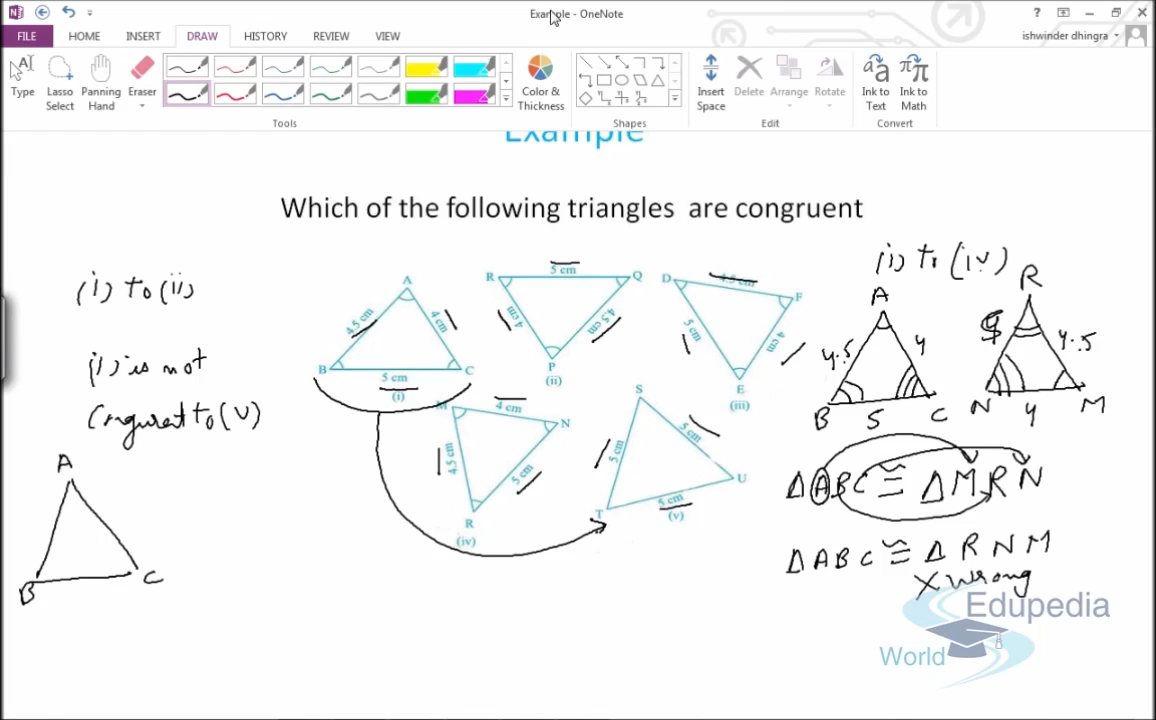 Example - OneNote
? 
FILE HOME INSERT DRAW HISTORY REVIEW VIEW
ishwinder dhingra
Type
Lasso Select
Panning Hand
Eraser
Color & Thickness
Insert Space
Delete
Arrange
Rotate
Ink to Text
Ink to Math
Tools
Shapes
Edit
Convert
Example
Which of the following triangles are congruent
(i) to (ii)
(i) is not
Congruent to (v)
A
B C
A
4.5 cm 4 cm
B 5 cm C
(i)
R 5 cm Q
4 cm 4.5 cm
P
(ii)
D 4.5 cm F
5 cm 4 cm
E
(iii)
M 4 cm N
4.5 cm 5 cm
R
(iv)
S
5 cm 5 cm
U
T 5 cm
(v)
(i) to (iv)
A R
4.5 4 4.5
B 5 C N 4 M
Δ ABC ≅ Δ MRN
Δ ABC ≅ Δ RNM
X wrong
Edupedia
World